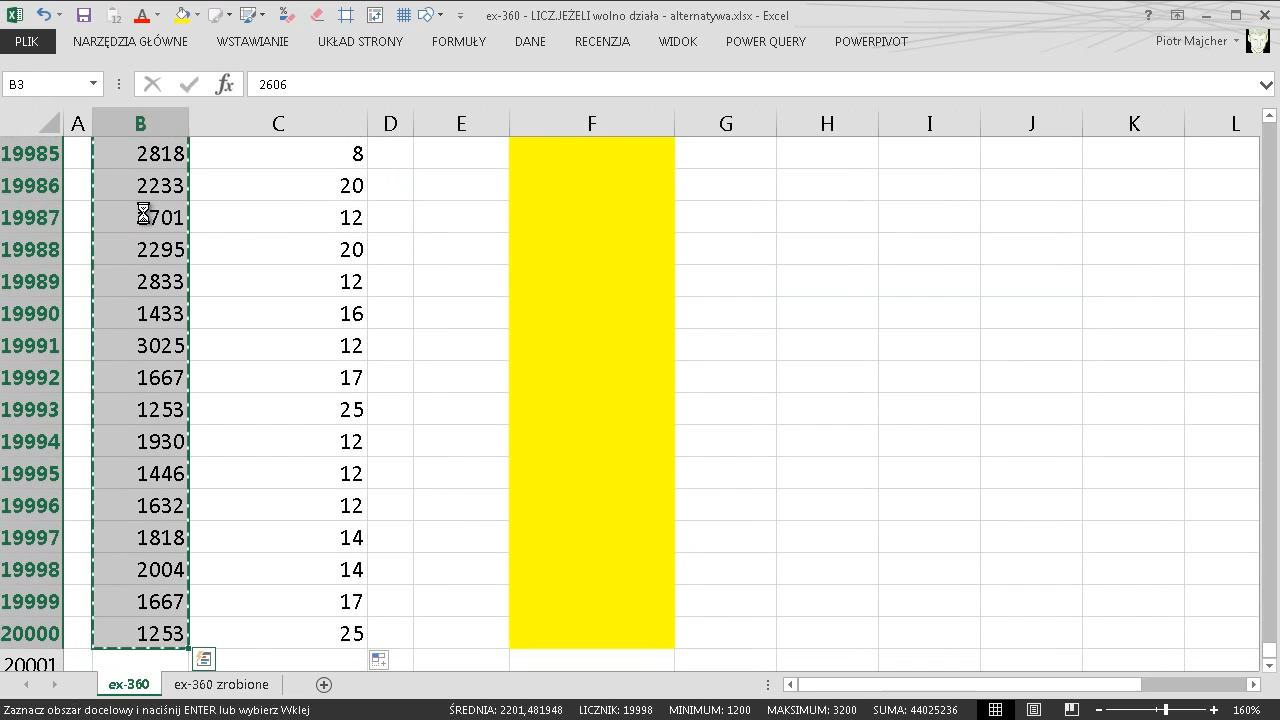 ex-360 - LICZ.JEŻELI wolno działa - alternatywa.xlsx - Excel
PLIK NARZĘDZIA GŁÓWNE WSTAWIANIE UKŁAD STRONY FORMUŁY DANE RECENZJA WIDOK POWER QUERY POWERPIVOT Piotr Majcher
B3 fx 2606
A B C D E F G H I J K L
19985 2818 8
19986 2233 20
19987 701 12
19988 2295 20
19989 2833 12
19990 1433 16
19991 3025 12
19992 1667 17
19993 1253 25
19994 1930 12
19995 1446 12
19996 1632 12
19997 1818 14
19998 2004 14
19999 1667 17
20000 1253 25
20001
ex-360 ex-360 zrobione
Zaznacz obszar docelowy i naciśnij ENTER lub wybierz Wklej ŚREDNIA: 2201,481948 LICZNIK: 19998 MINIMUM: 1200 MAKSIMUM: 3200 SUMA: 44025236 160%